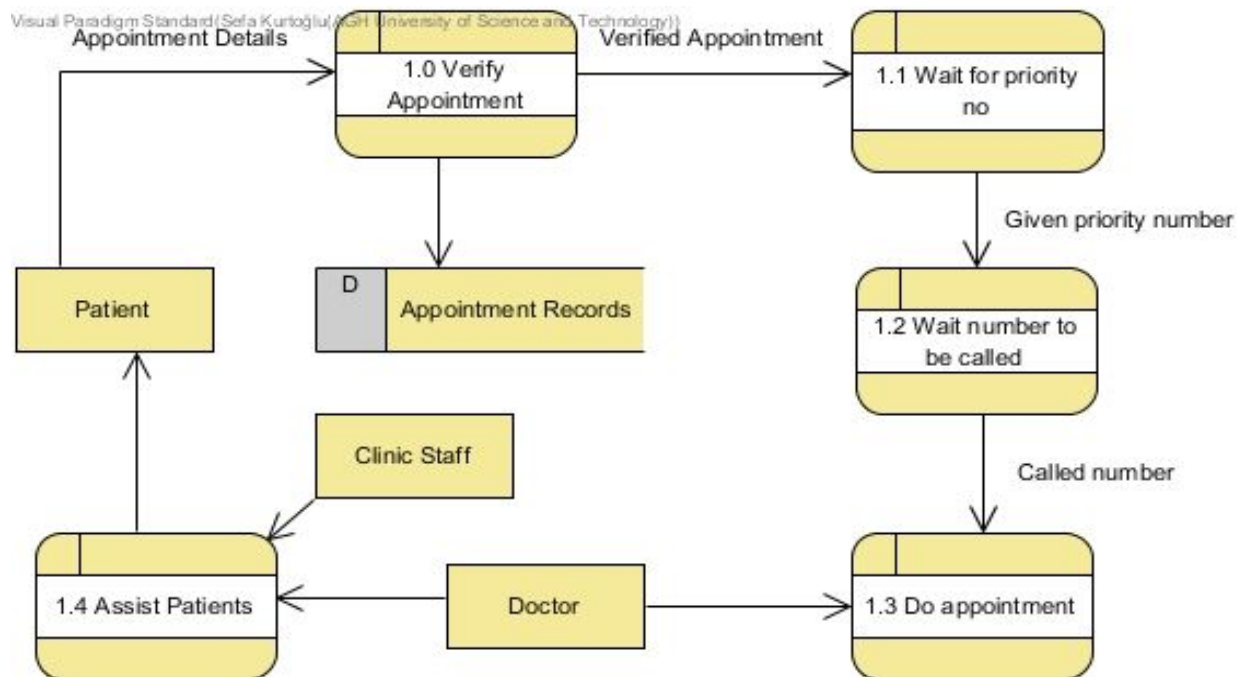 Visual Paradigm Standard(Sefa Kurtoğlu(AGH University of Science and Technology))
Appointment Details
Verified Appointment
1.0 Verify
Appointment
1.1 Wait for priority
no
Given priority number
Patient
D
Appointment Records
1.2 Wait number to
be called
Clinic Staff
Called number
1.4 Assist Patients
Doctor
1.3 Do appointment